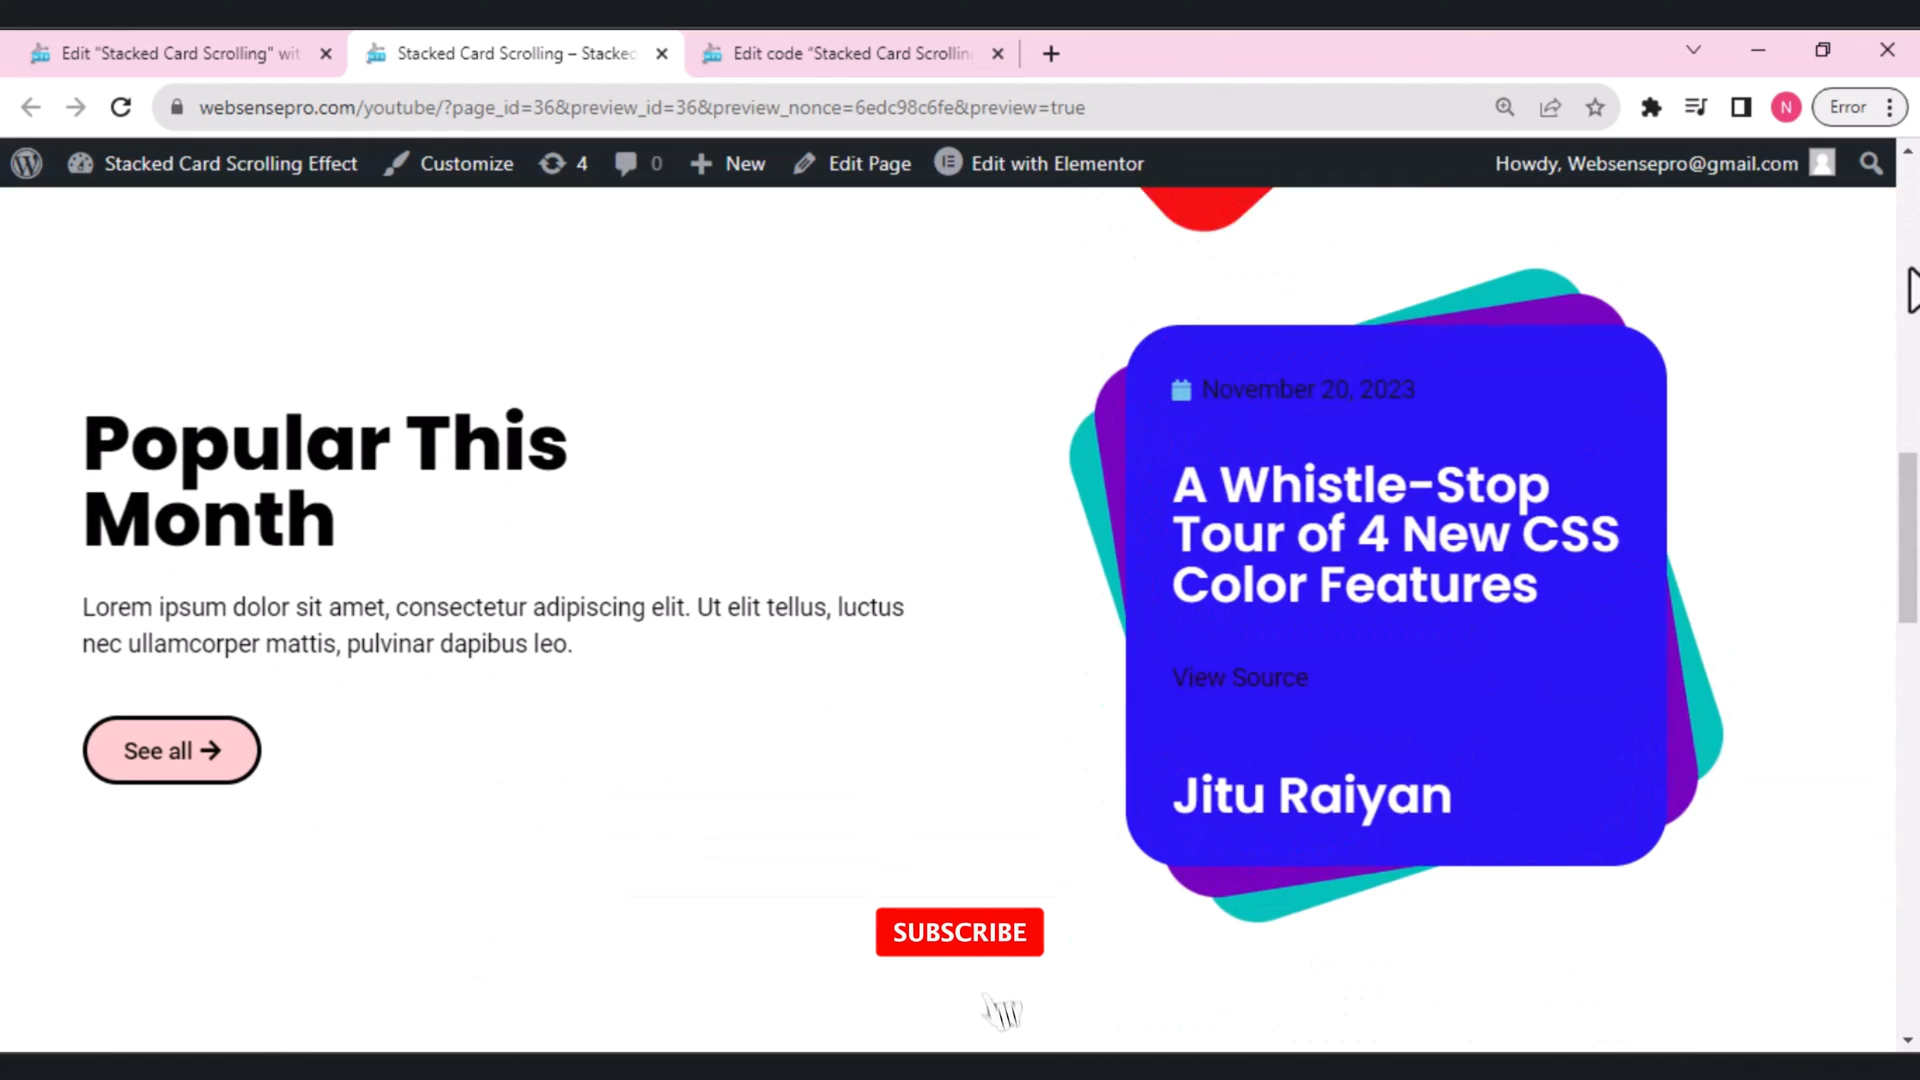 Edit "Stacked Card Scrolling" wit
Stacked Card Scrolling – Stacked
Edit code "Stacked Card Scrolling
websensepro.com/youtube/?page_id=36&preview_id=36&preview_nonce=6edc98c6fe&preview=true
N
Error
Stacked Card Scrolling Effect
Customize
4
0
New
Edit Page
Edit with Elementor
Howdy, Websensepro@gmail.com
Popular This
Month
Lorem ipsum dolor sit amet, consectetur adipiscing elit. Ut elit tellus, luctus
nec ullamcorper mattis, pulvinar dapibus leo.
See all
November 20, 2023
A Whistle-Stop
Tour of 4 New CSS
Color Features
View Source
Jitu Raiyan
SUBSCRIBE